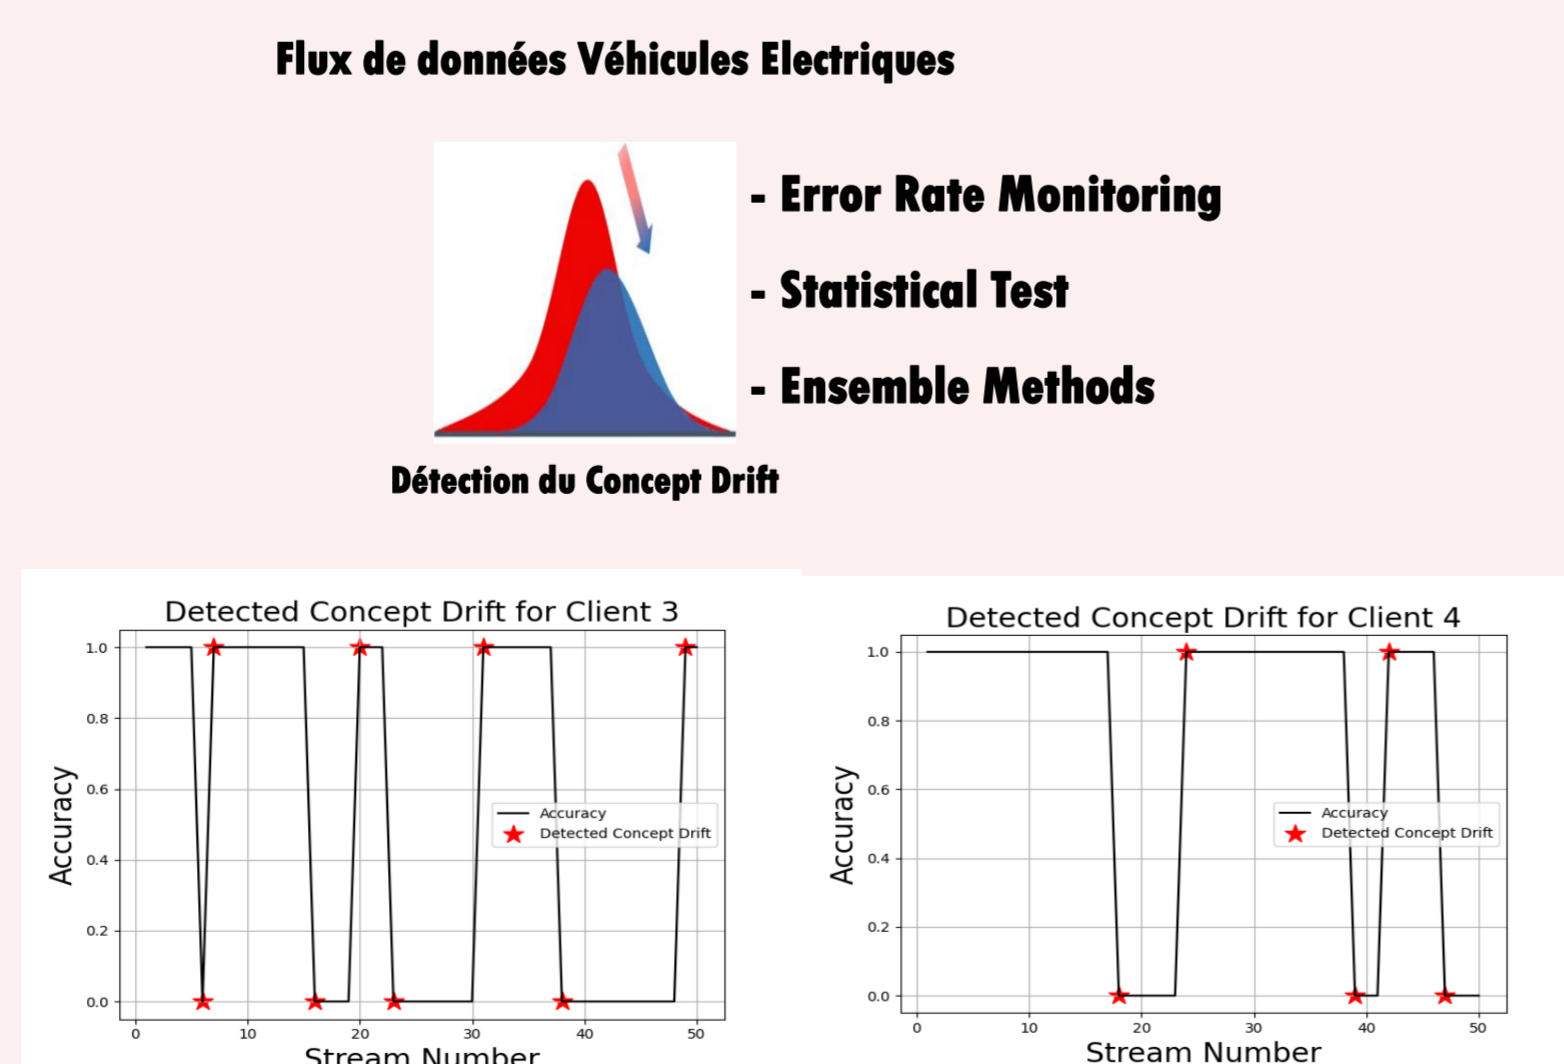 Flux de données Véhicules Electriques
- Error Rate Monitoring
- Statistical Test
- Ensemble Methods
Détection du Concept Drift
Detected Concept Drift for Client 3
1.0
0.8
0.6
0.4
0.2
0.0
Accuracy
Accuracy
Detected Concept Drift
0
10
20
30
40
50
Stream Number
Detected Concept Drift for Client 4
1.0
0.8
0.6
0.4
0.2
0.0
Accuracy
Accuracy
Detected Concept Drift
0
10
20
30
40
50
Stream Number